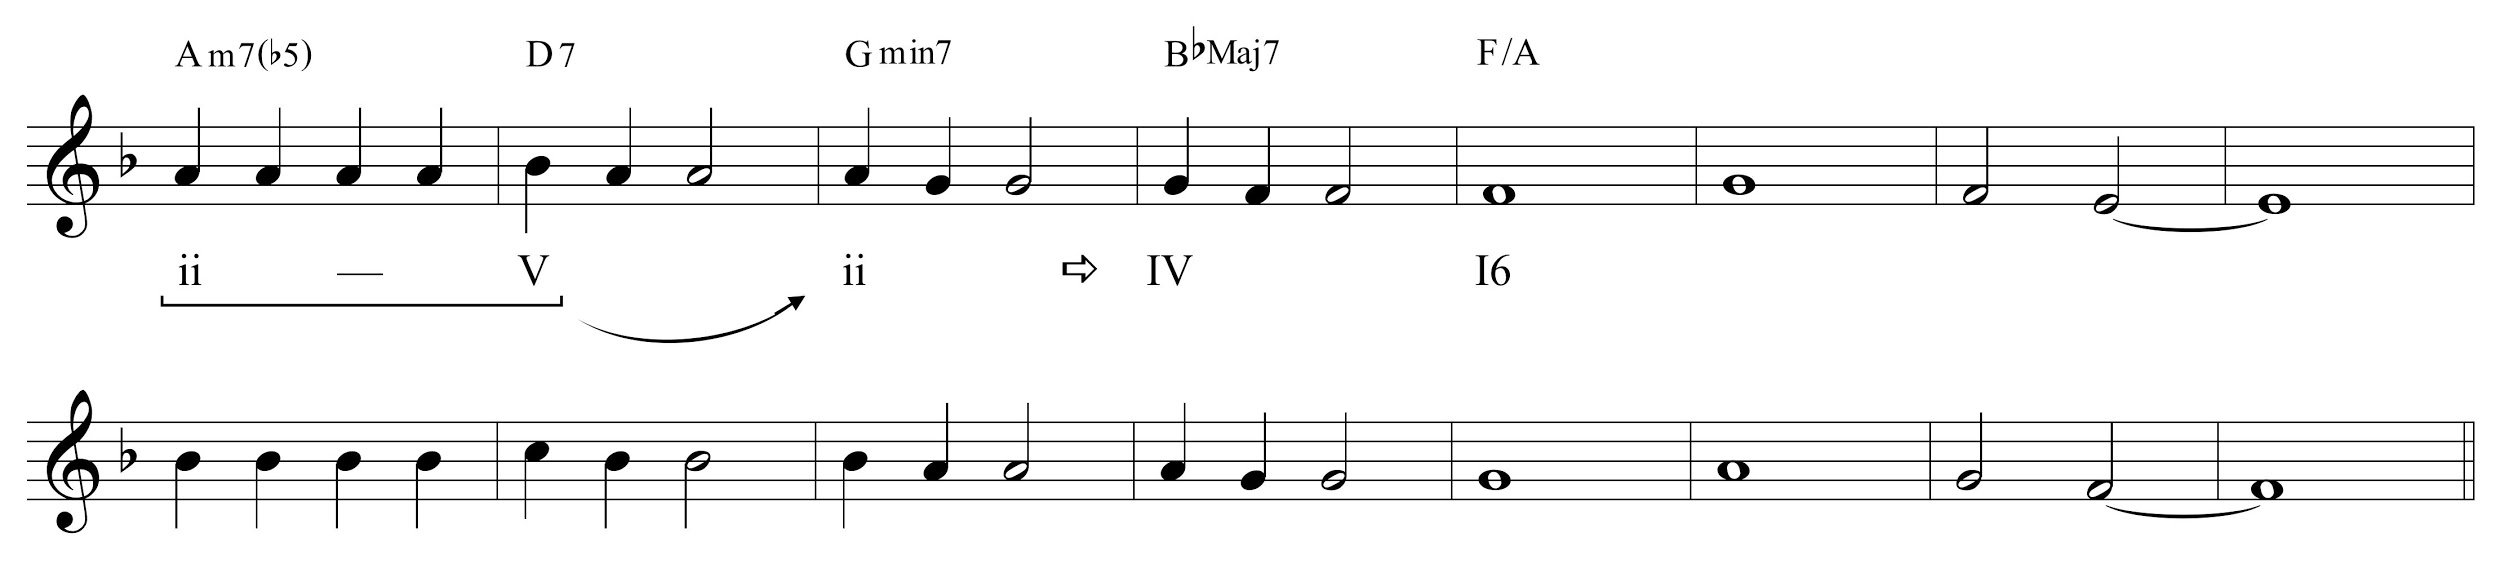 Am7(♭5) D7 Gmin7 B♭Maj7 F/A
ii — V ii ⇨ IV I6